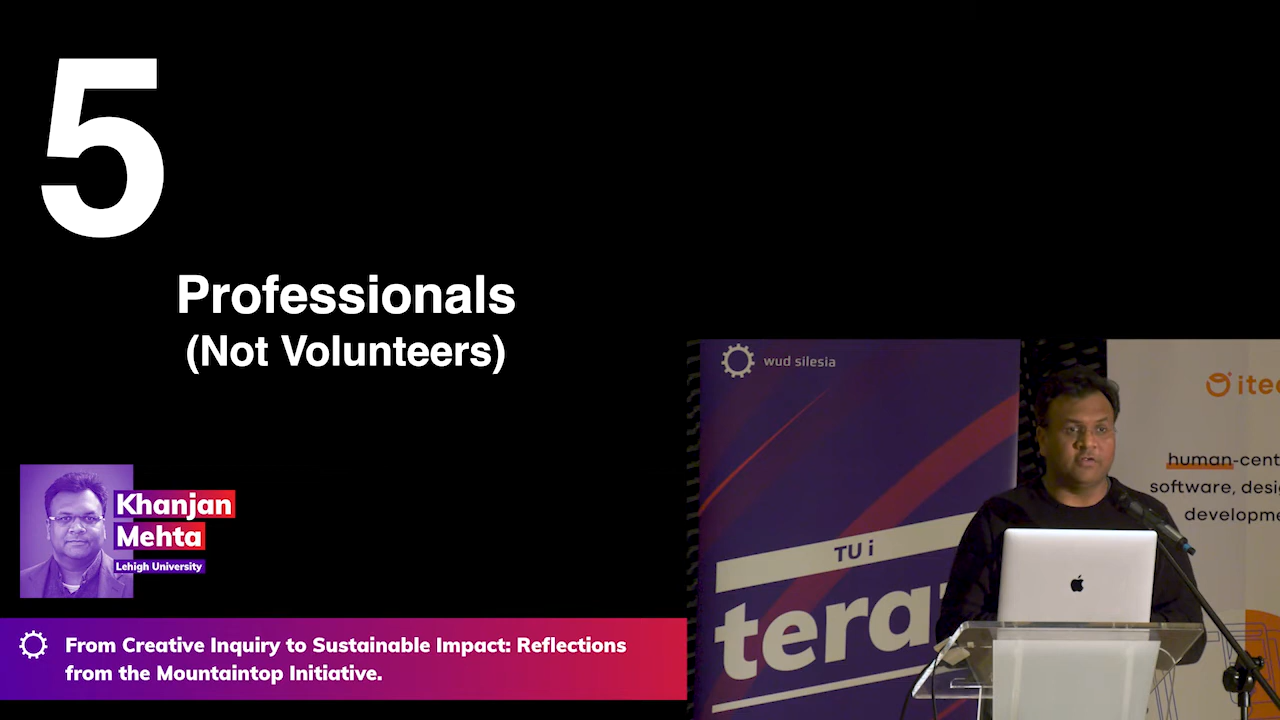 5
Professionals
(Not Volunteers)
Khanjan
Mehta
Lehigh University
From Creative Inquiry to Sustainable Impact: Reflections
from the Mountaintop Initiative.
wud silesia
TU i
tera
human-cent
software, desi
developme